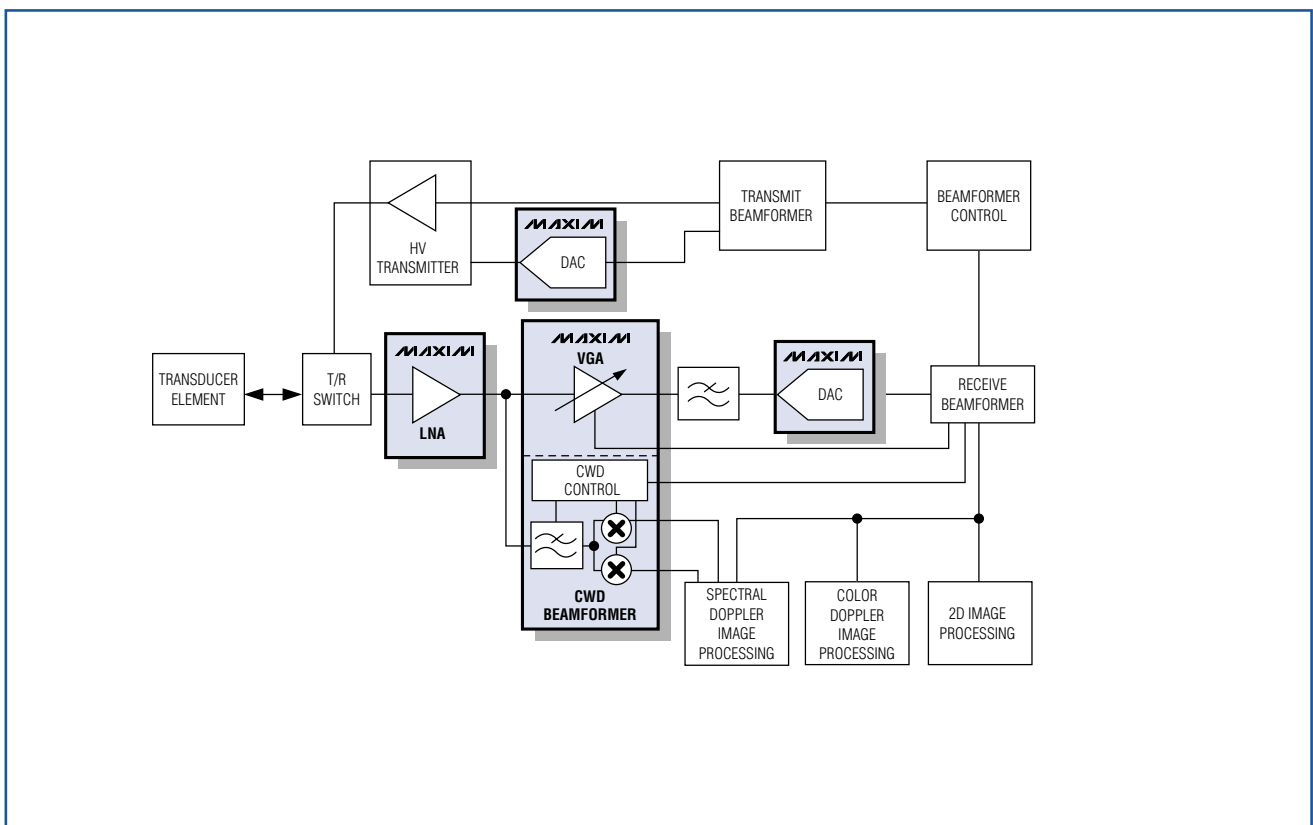 TRANSMIT
BEAMFORMER
BEAMFORMER
CONTROL
HV
TRANSMITTER
MAXIM
DAC
TRANSDUCER
ELEMENT
T/R
SWITCH
MAXIM
LNA
MAXIM
VGA
MAXIM
DAC
RECEIVE
BEAMFORMER
CWD
CONTROL
CWD
BEAMFORMER
SPECTRAL
DOPPLER
IMAGE
PROCESSING
COLOR
DOPPLER
IMAGE
PROCESSING
2D IMAGE
PROCESSING